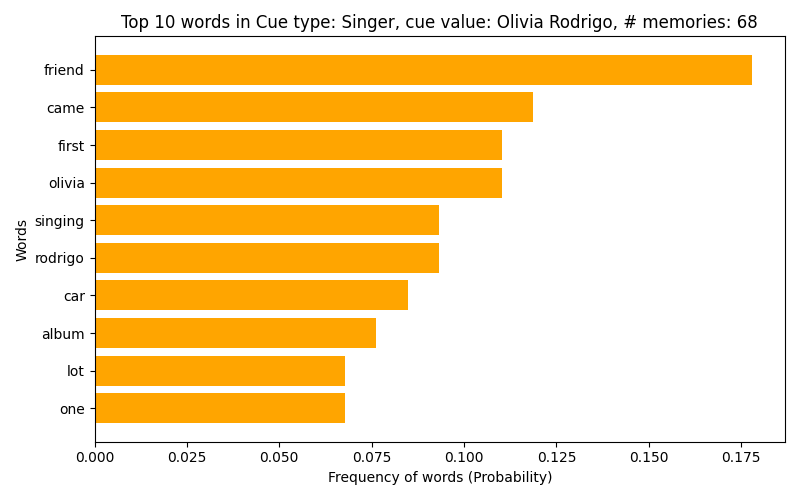 Top 10 words in Cue type: Singer, cue value: Olivia Rodrigo, # memories: 68
friend
came
first
olivia
singing
rodrigo
car
album
lot
one
Words
0.000 0.025 0.050 0.075 0.100 0.125 0.150 0.175
Frequency of words (Probability)